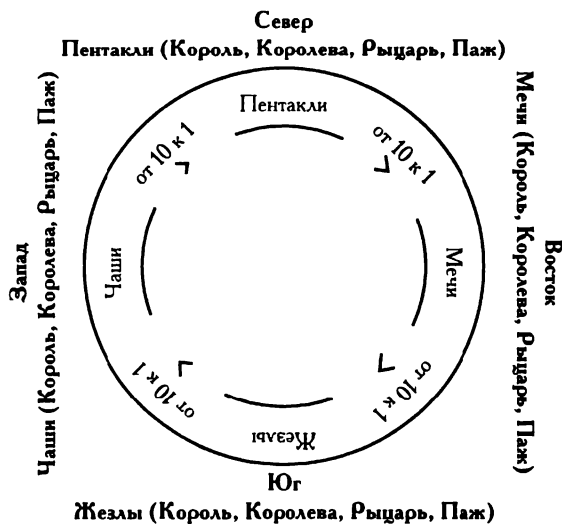 Север
Пентакли (Король, Королева, Рыцарь, Паж)
Пентакли
от 10 к 1
от 10 к 1
Запад
Чаши (Король, Королева, Рыцарь, Паж)
Чаши
Мечи
Мечи (Король, Королева, Рыцарь, Паж)
Восток
от 10 к 1
от 10 к 1
Жезлы
Юг
Жезлы (Король, Королева, Рыцарь, Паж)